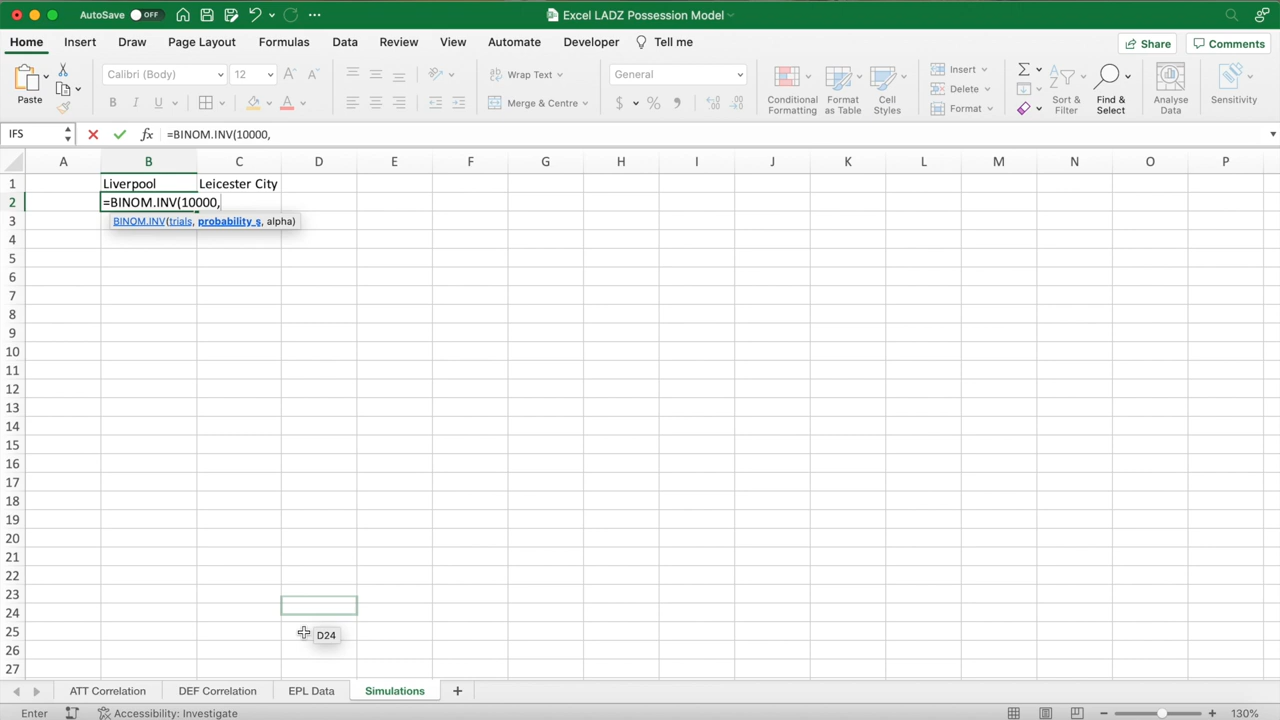 AutoSave OFF
Excel LADZ Possession Model
Home Insert Draw Page Layout Formulas Data Review View Automate Developer Tell me
Share Comments
Paste
Calibri (Body) 12
B I U A
Wrap Text
Merge & Centre
General
$ % ,
Conditional Formatting
Format as Table
Cell Styles
Insert
Delete
Format
Sort & Filter
Find & Select
Analyse Data
Sensitivity
IFS fx =BINOM.INV(10000,
A B C D E F G H I J K L M N O P
1 Liverpool Leicester City
2 =BINOM.INV(10000,
3 BINOM.INV(trials, probability_s, alpha)
4
5
6
7
8
9
10
11
12
13
14
15
16
17
18
19
20
21
22
23
24
25 D24
26
27
ATT Correlation DEF Correlation EPL Data Simulations +
Enter Accessibility: Investigate 130%